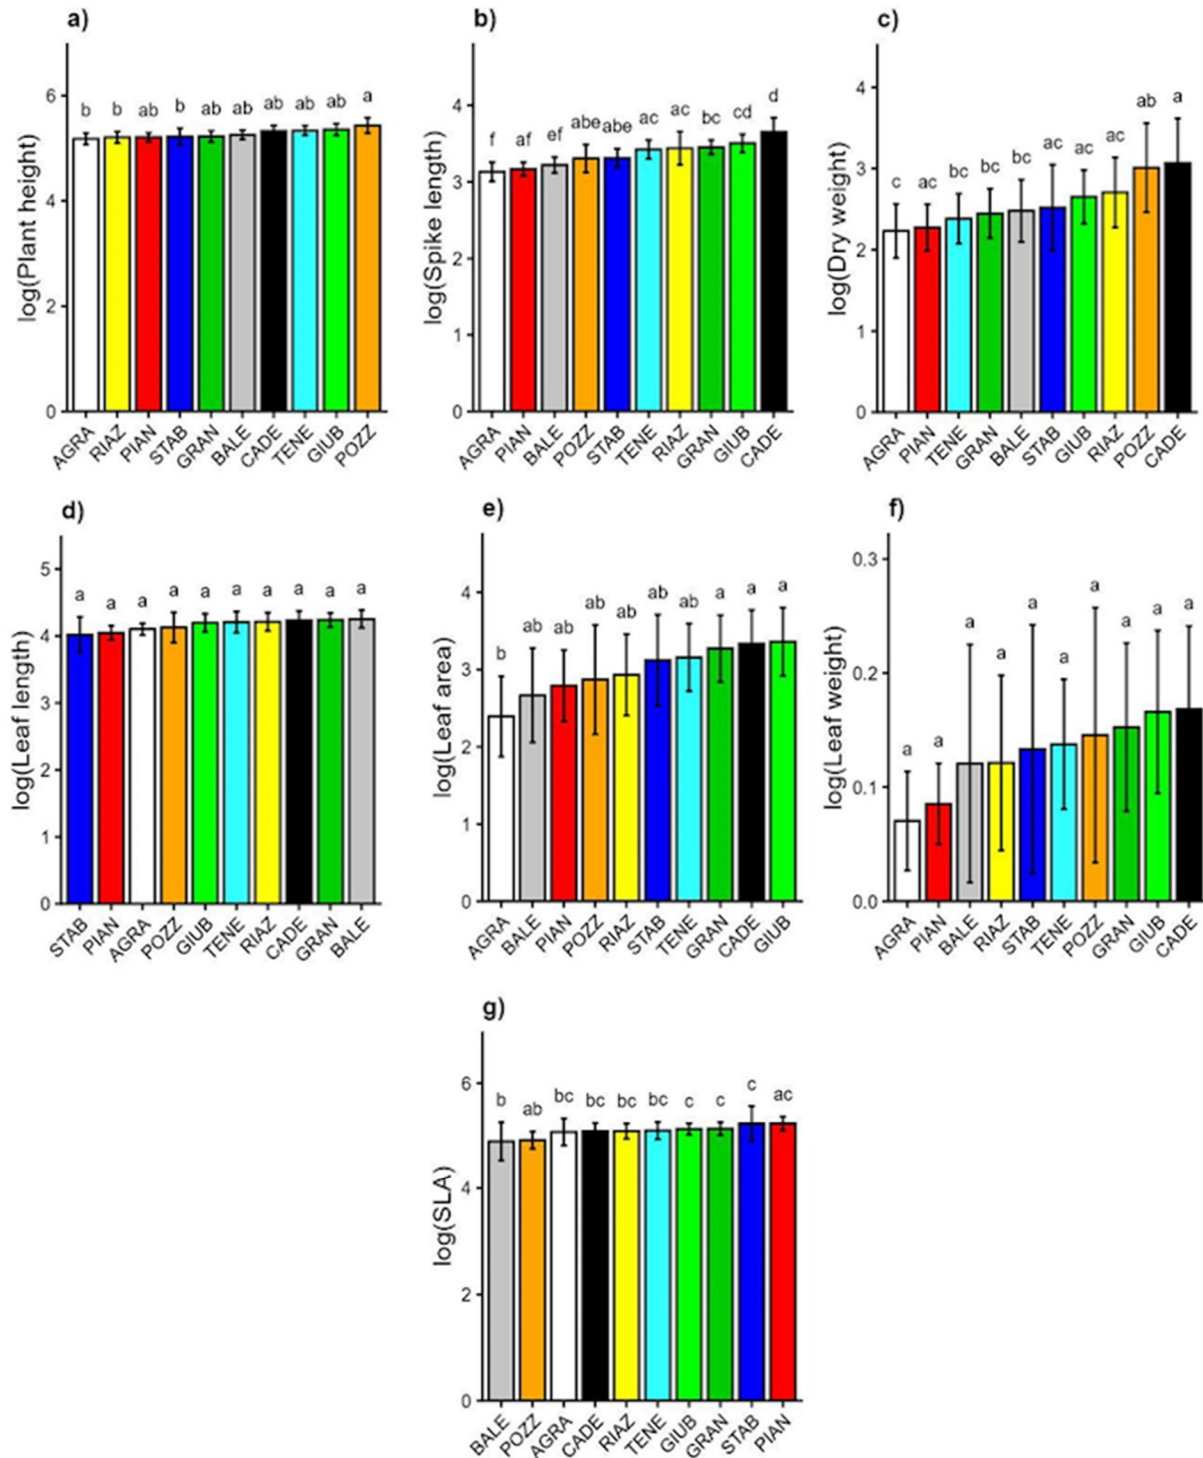 a)
log(Plant height)
6
4
2
0
b b ab b ab ab ab ab ab a
AGRA RIAZ PIAN STAB GRAN BALE CADE TENE GIUB POZZ
b)
log(Spike length)
4
3
2
1
0
f af ef abe abe ac ac bc cd d
AGRA PIAN BALE POZZ STAB TENE RIAZ GRAN GIUB CADE
c)
log(Dry weight)
4
3
2
1
0
c ac bc bc bc ac ac ac ab a
AGRA PIAN TENE GRAN BALE STAB GIUB RIAZ POZZ CADE
d)
log(Leaf length)
5
4
3
2
1
0
a a a a a a a a a a
STAB PIAN AGRA POZZ GIUB TENE RIAZ CADE GRAN BALE
e)
log(Leaf area)
4
3
2
1
0
b ab ab ab ab ab ab a a a
AGRA BALE PIAN POZZ RIAZ STAB TENE GRAN CADE GIUB
f)
log(Leaf weight)
0.3
0.2
0.1
0.0
a a a a a a a a a a
AGRA PIAN BALE RIAZ STAB TENE POZZ GRAN GIUB CADE
g)
log(SLA)
6
4
2
0
b ab bc bc bc bc c c c ac
BALE POZZ AGRA CADE RIAZ TENE GIUB GRAN STAB PIAN